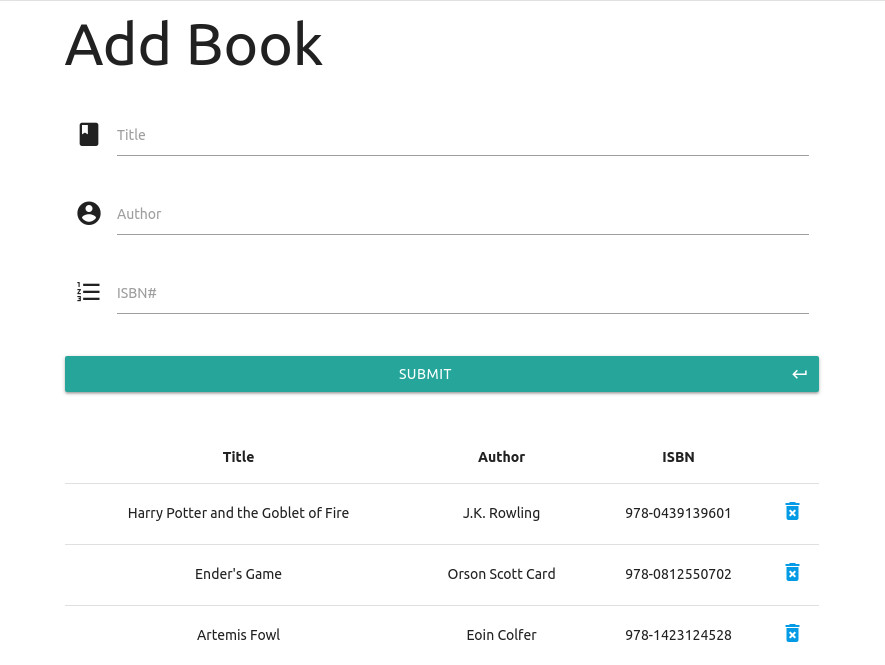 Add Book
Title
Author
ISBN#
SUBMIT
Title Author ISBN
Harry Potter and the Goblet of Fire J.K. Rowling 978-0439139601
Ender's Game Orson Scott Card 978-0812550702
Artemis Fowl Eoin Colfer 978-1423124528